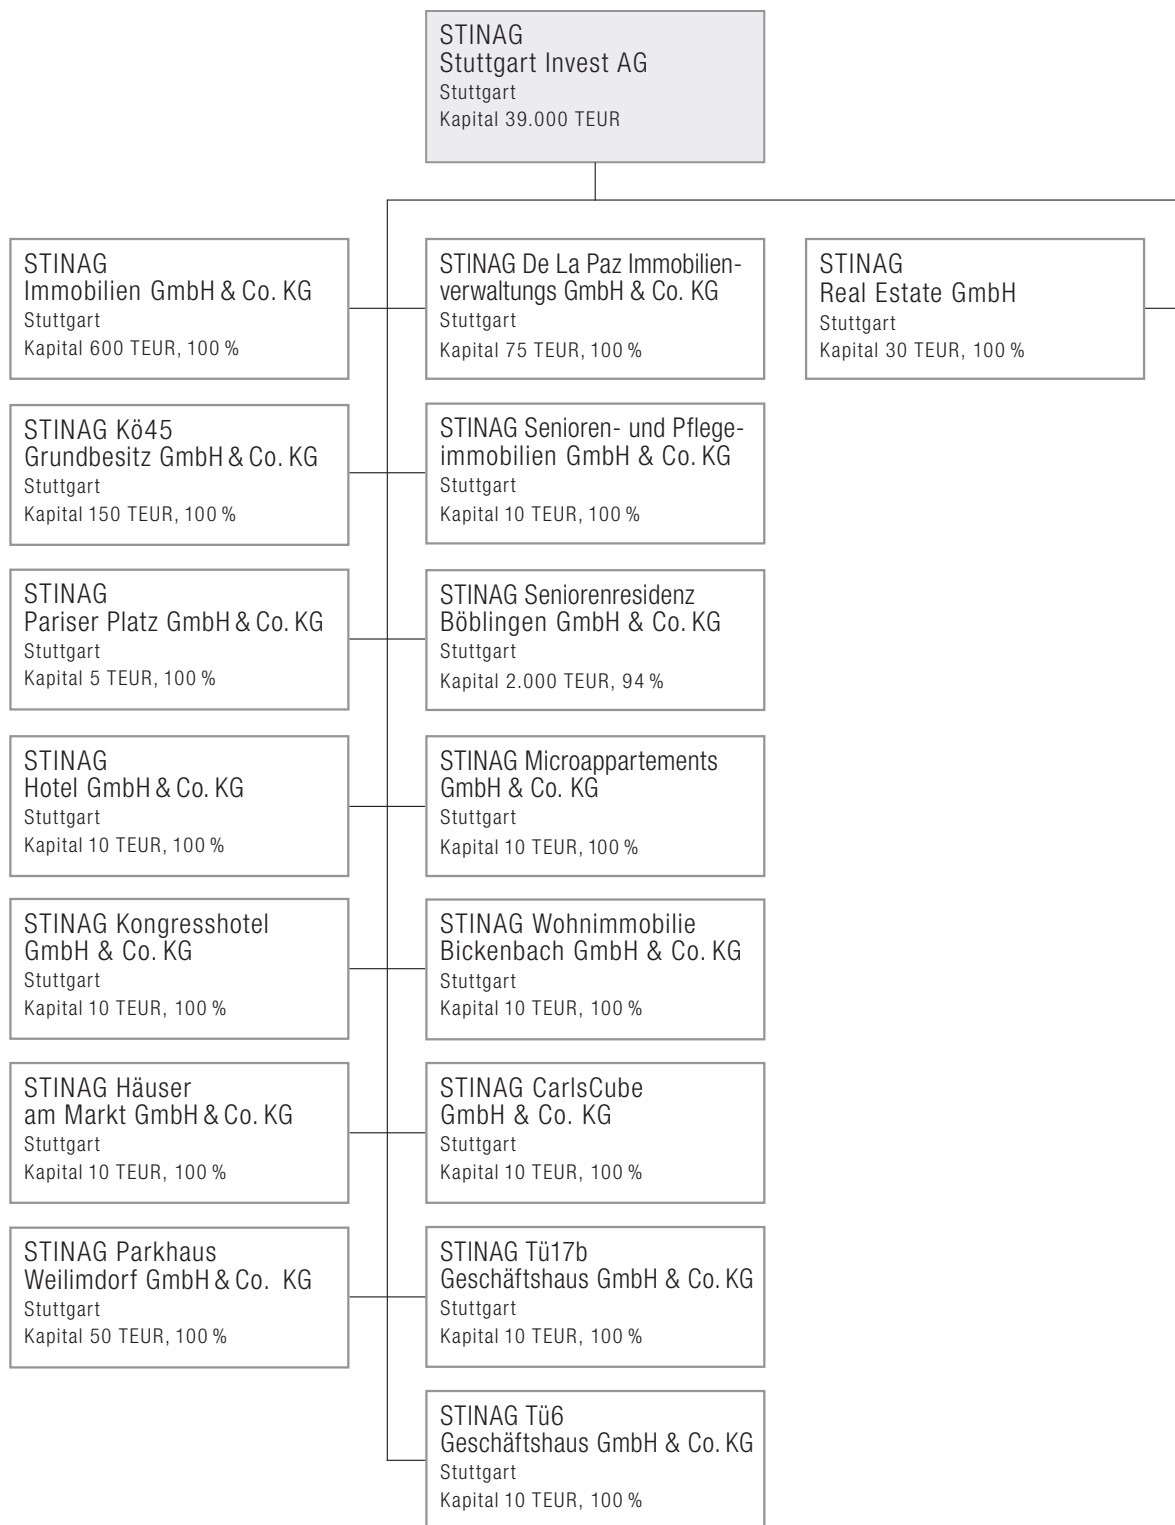 STINAG
Stuttgart Invest AG
Stuttgart
Kapital 39.000 TEUR
STINAG
Immobilien GmbH & Co. KG
Stuttgart
Kapital 600 TEUR, 100 %
STINAG De La Paz Immobilien-
verwaltungs GmbH & Co. KG
Stuttgart
Kapital 75 TEUR, 100 %
STINAG
Real Estate GmbH
Stuttgart
Kapital 30 TEUR, 100 %
STINAG Kö45
Grundbesitz GmbH & Co. KG
Stuttgart
Kapital 150 TEUR, 100 %
STINAG Senioren- und Pflege-
immobilien GmbH & Co. KG
Stuttgart
Kapital 10 TEUR, 100 %
STINAG
Pariser Platz GmbH & Co. KG
Stuttgart
Kapital 5 TEUR, 100 %
STINAG Seniorenresidenz
Böblingen GmbH & Co. KG
Stuttgart
Kapital 2.000 TEUR, 94 %
STINAG
Hotel GmbH & Co. KG
Stuttgart
Kapital 10 TEUR, 100 %
STINAG Microappartements
GmbH & Co. KG
Stuttgart
Kapital 10 TEUR, 100 %
STINAG Kongresshotel
GmbH & Co. KG
Stuttgart
Kapital 10 TEUR, 100 %
STINAG Wohnimmobilie
Bickenbach GmbH & Co. KG
Stuttgart
Kapital 10 TEUR, 100 %
STINAG Häuser
am Markt GmbH & Co. KG
Stuttgart
Kapital 10 TEUR, 100 %
STINAG CarlsCube
GmbH & Co. KG
Stuttgart
Kapital 10 TEUR, 100 %
STINAG Parkhaus
Weilimdorf GmbH & Co. KG
Stuttgart
Kapital 50 TEUR, 100 %
STINAG Tü17b
Geschäftshaus GmbH & Co. KG
Stuttgart
Kapital 10 TEUR, 100 %
STINAG Tü6
Geschäftshaus GmbH & Co. KG
Stuttgart
Kapital 10 TEUR, 100 %